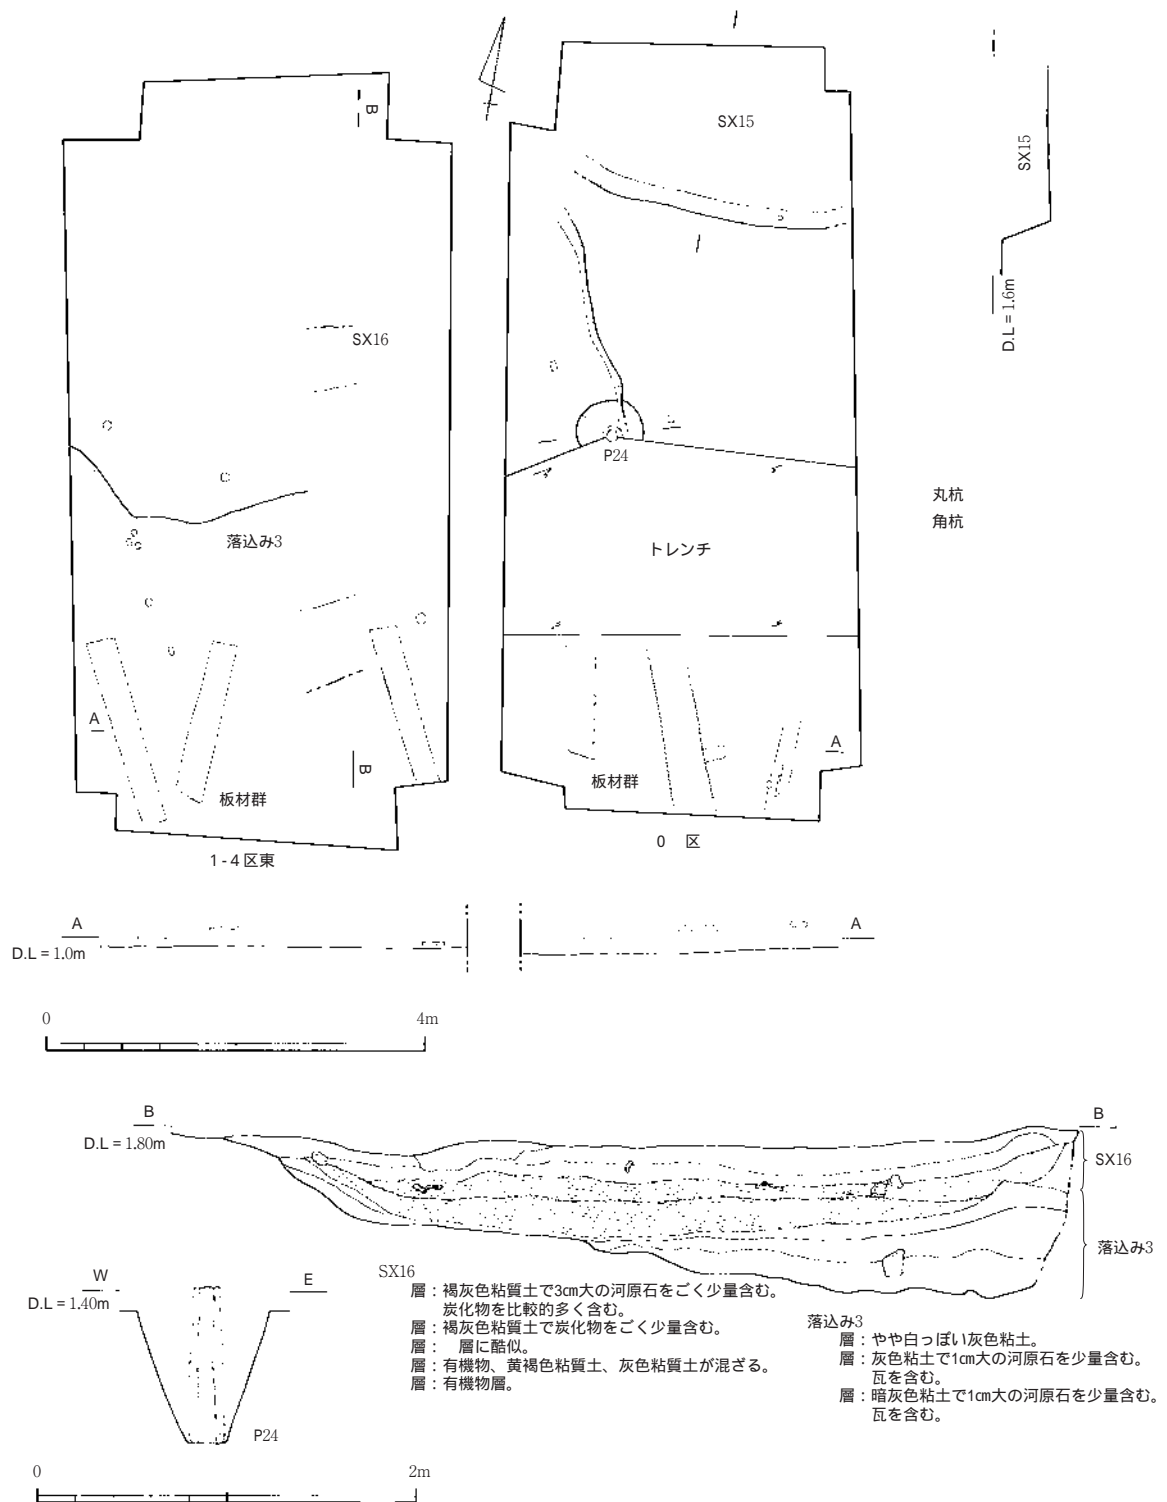 B
SX15
SX15
D.L = 1.6m
SX16
P24
丸杭
角杭
落込み3
トレンチ
A
B
板材群
1 - 4 区東
A
板材群
0 区
A
D.L = 1.0m
A
0 4m
B
D.L = 1.80m
B
SX16
落込み3
W
E
D.L = 1.40m
P24
SX16
層：褐灰色粘質土で3cm大の河原石をごく少量含む。
炭化物を比較的多く含む。
層：褐灰色粘質土で炭化物をごく少量含む。
層： 層に酷似。
層：有機物、黄褐色粘質土、灰色粘質土が混ざる。
層：有機物層。
落込み3
層：やや白っぽい灰色粘土。
層：灰色粘土で1cm大の河原石を少量含む。
瓦を含む。
層：暗灰色粘土で1cm大の河原石を少量含む。
瓦を含む。
0 2m